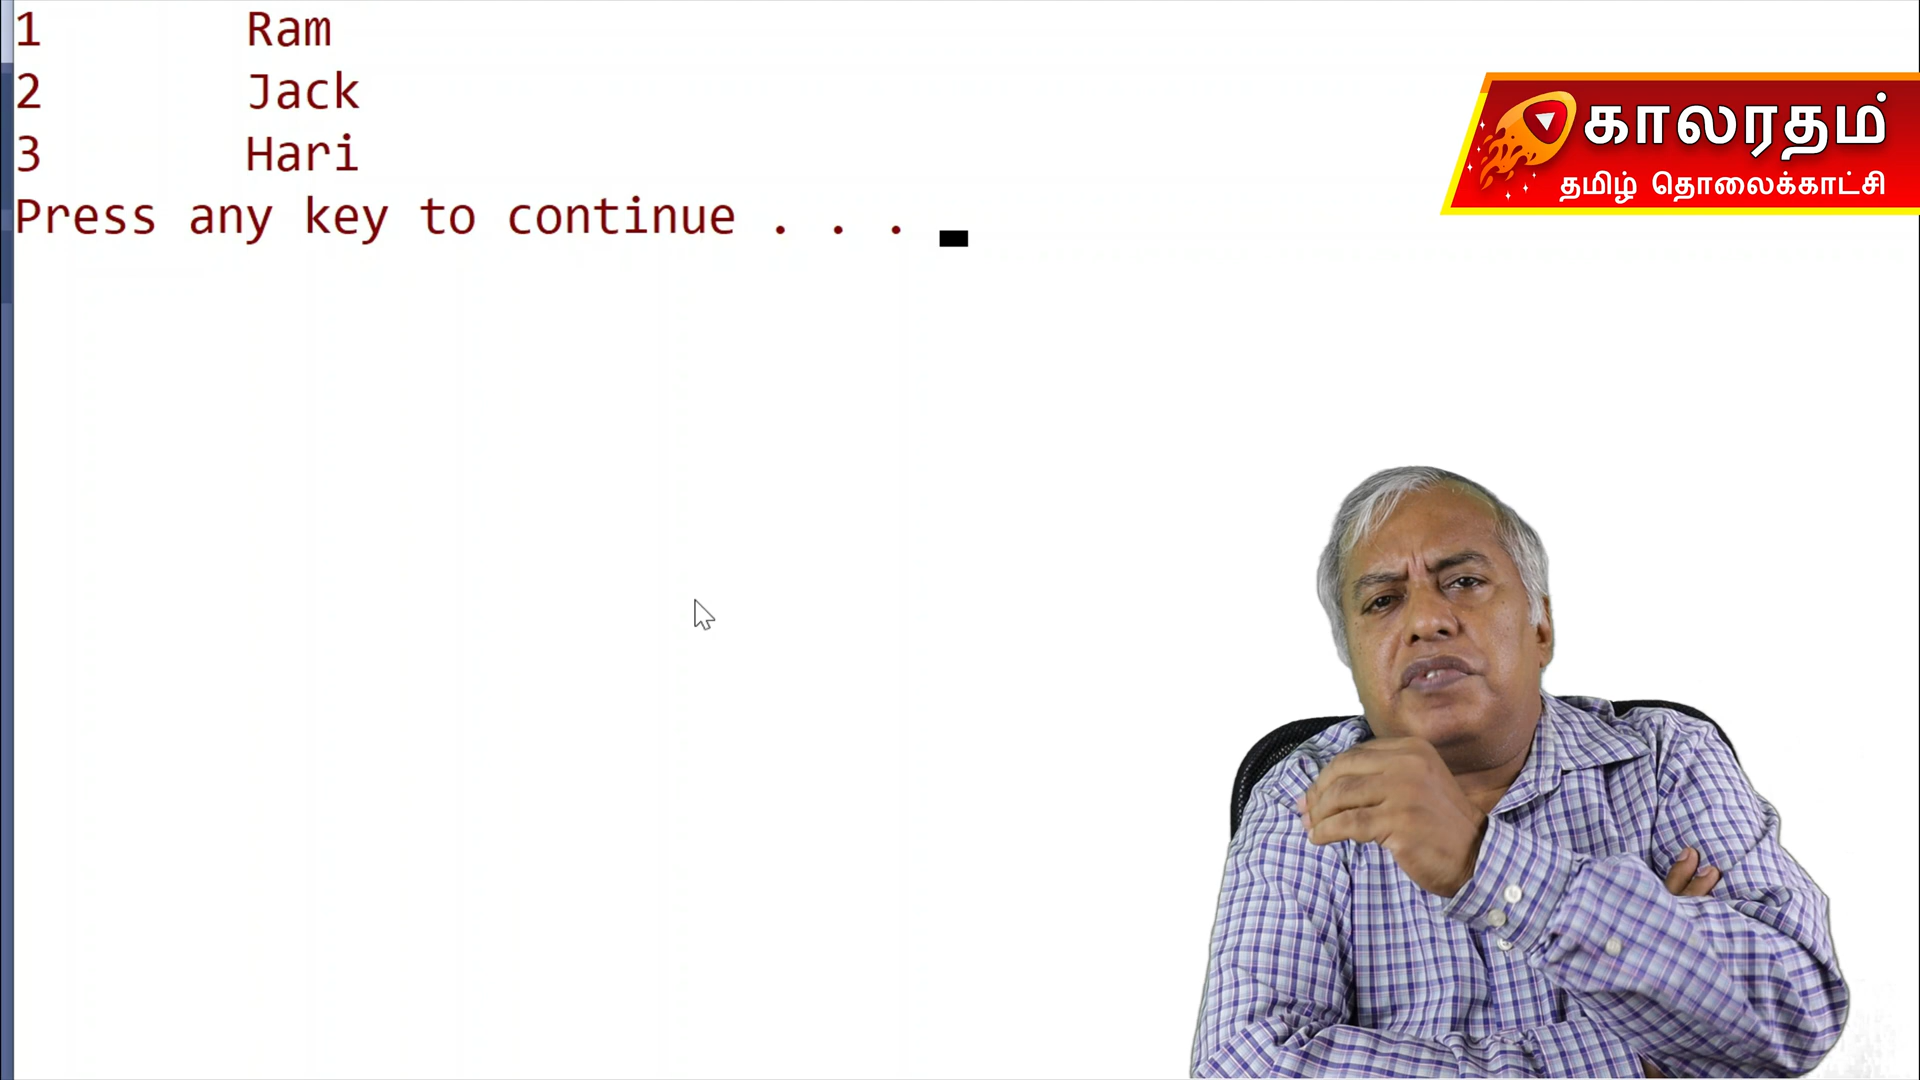 1 Ram
2 Jack
3 Hari
Press any key to continue . . .
காலரதம்
தமிழ் தொலைக்காட்சி